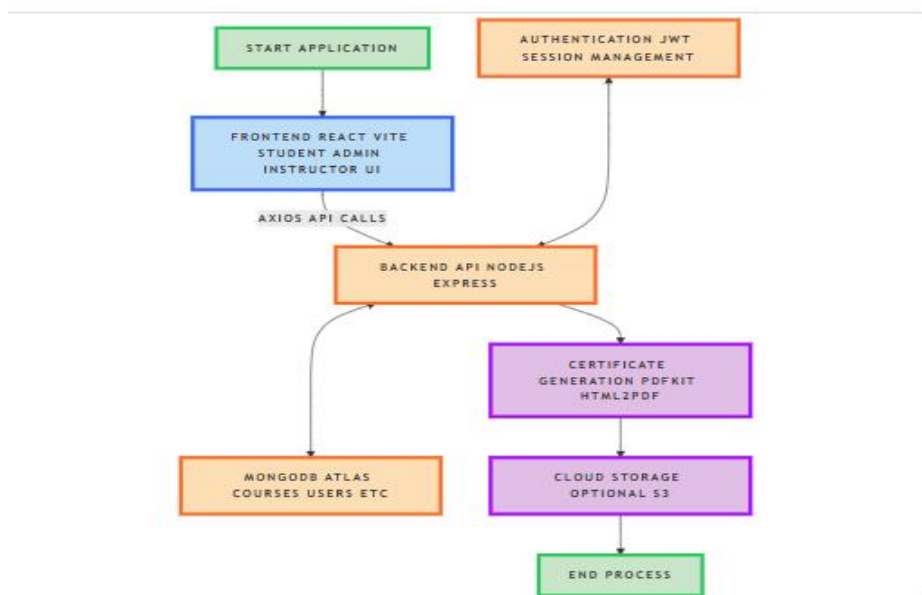 START APPLICATION
AUTHENTICATION JWT
SESSION MANAGEMENT
FRONTEND REACT VITE
STUDENT ADMIN
INSTRUCTOR UI
AXIOS API CALLS
BACKEND API NODEJS
EXPRESS
CERTIFICATE
GENERATION PDFKIT
HTML2PDF
MONGODB ATLAS
COURSES USERS ETC
CLOUD STORAGE
OPTIONAL S3
END PROCESS